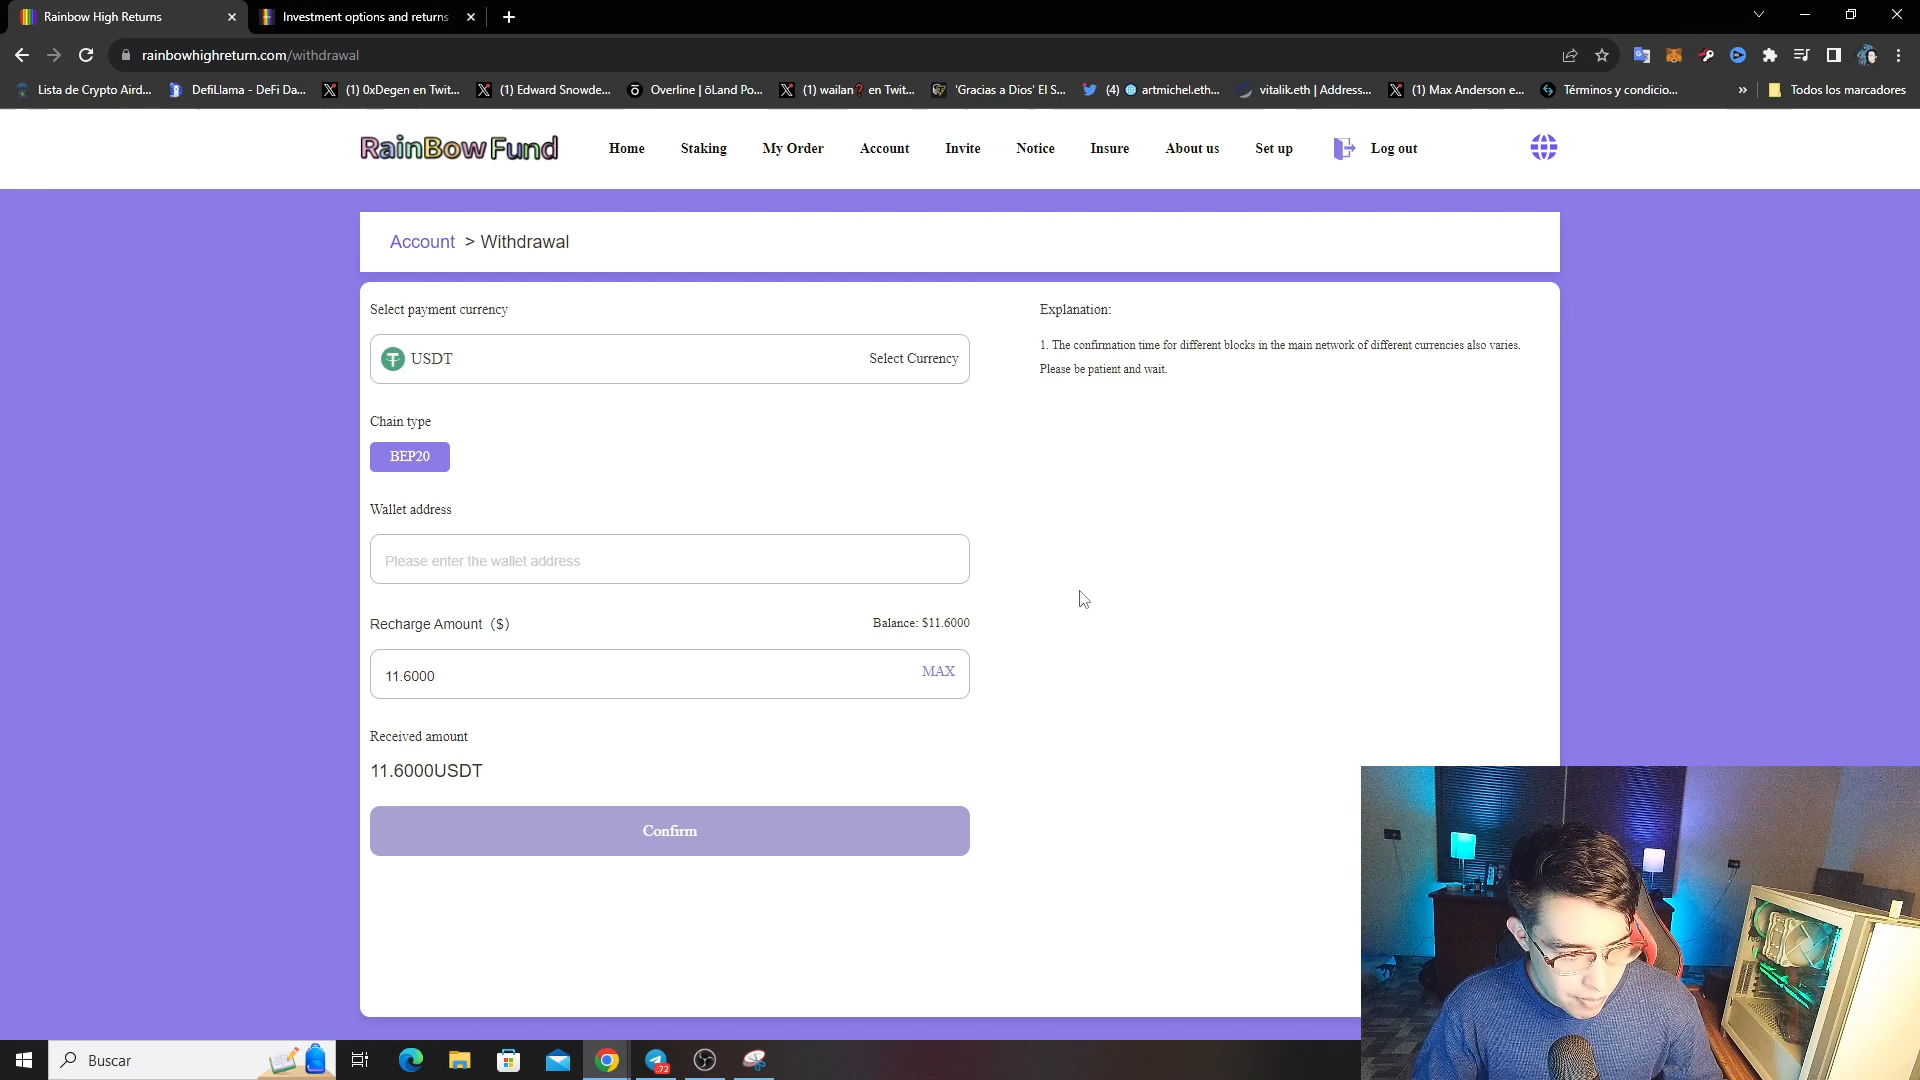 Rainbow High Returns
Investment options and returns
rainbowhighreturn.com/withdrawal
Lista de Crypto Aird...
DefiLlama - DeFi Da...
(1) 0xDegen en Twit...
(1) Edward Snowde...
Overline | ōLand Po...
(1) wailan❓ en Twit...
'Gracias a Dios' El S...
(4) 🌐 artmichel.eth...
vitalik.eth | Address...
(1) Max Anderson e...
Términos y condicio...
»
Todos los marcadores
RainBow Fund
Home
Staking
My Order
Account
Invite
Notice
Insure
About us
Set up
Log out
Account > Withdrawal
Select payment currency
USDT
Select Currency
Chain type
BEP20
Wallet address
Please enter the wallet address
Recharge Amount ($)
Balance: $11.6000
11.6000
MAX
Received amount
11.6000USDT
Confirm
Explanation:
1. The confirmation time for different blocks in the main network of different currencies also varies.
Please be patient and wait.
Buscar
72